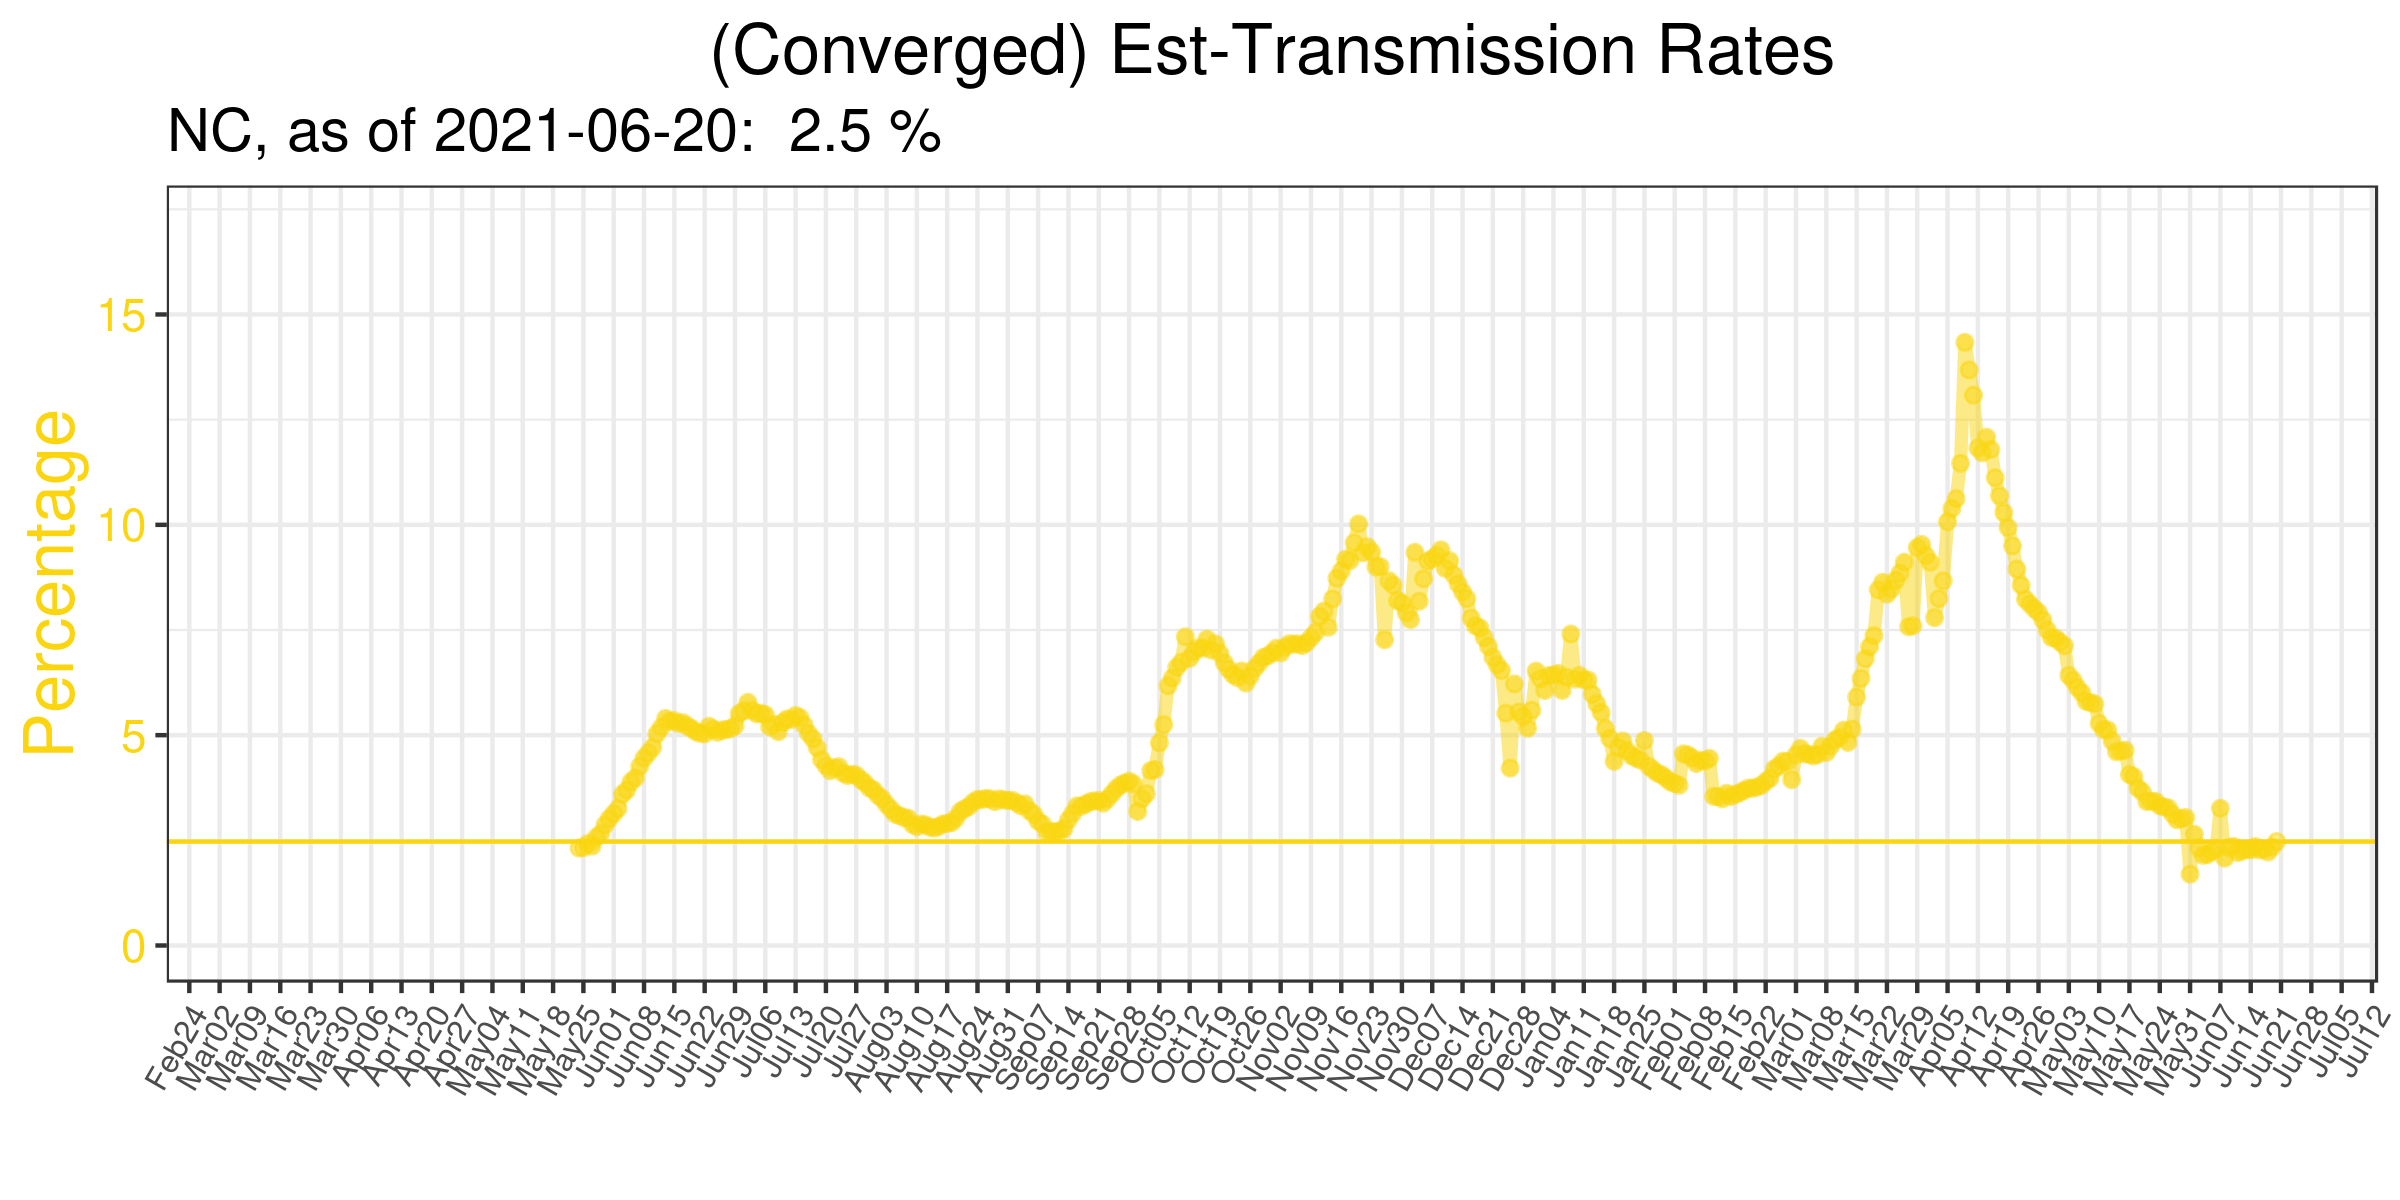 (Converged) Est-Transmission Rates
NC, as of 2021-06-20:  2.5 %
Percentage
15
10
5
0
Feb24
Mar02
Mar09
Mar16
Mar23
Mar30
Apr06
Apr13
Apr20
Apr27
May04
May11
May18
May25
Jun01
Jun08
Jun15
Jun22
Jun29
Jul06
Jul13
Jul20
Jul27
Aug03
Aug10
Aug17
Aug24
Aug31
Sep07
Sep14
Sep21
Sep28
Oct05
Oct12
Oct19
Oct26
Nov02
Nov09
Nov16
Nov23
Nov30
Dec07
Dec14
Dec21
Dec28
Jan04
Jan11
Jan18
Jan25
Feb01
Feb08
Feb15
Feb22
Mar01
Mar08
Mar15
Mar22
Mar29
Apr05
Apr12
Apr19
Apr26
May03
May10
May17
May24
May31
Jun07
Jun14
Jun21
Jun28
Jul05
Jul12